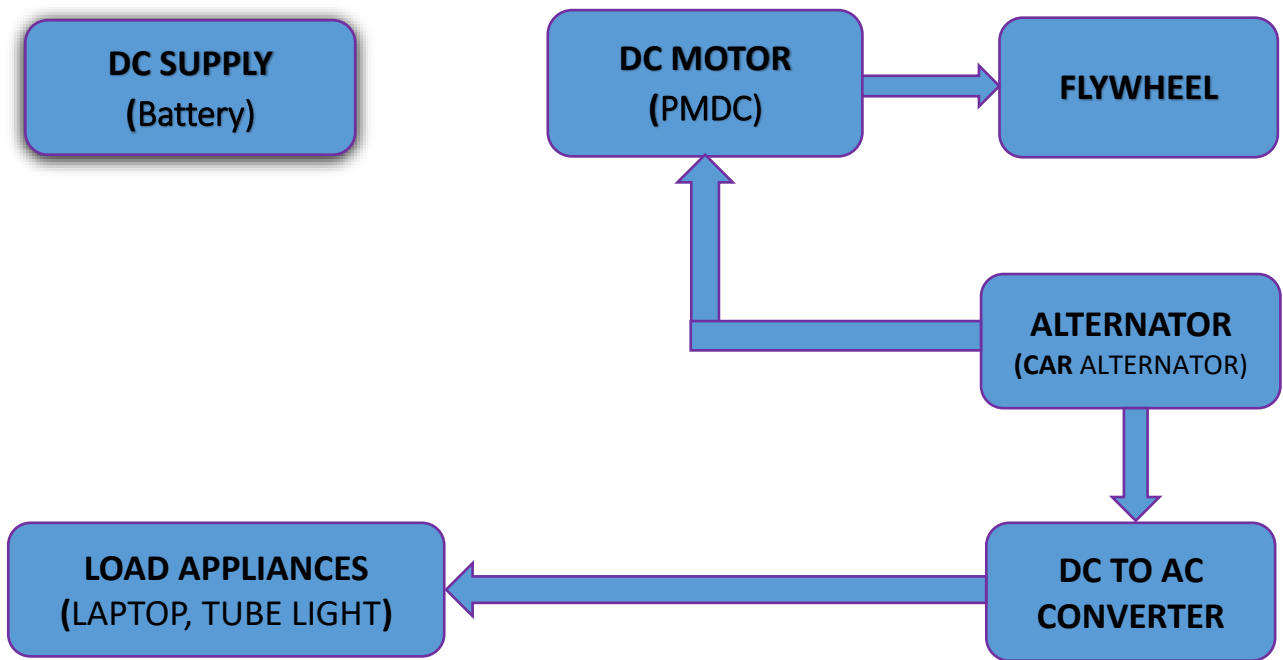 DC SUPPLY
(Battery)
DC MOTOR
(PMDC)
FLYWHEEL
ALTERNATOR
(CAR ALTERNATOR)
LOAD APPLIANCES
(LAPTOP, TUBE LIGHT)
DC TO AC
CONVERTER